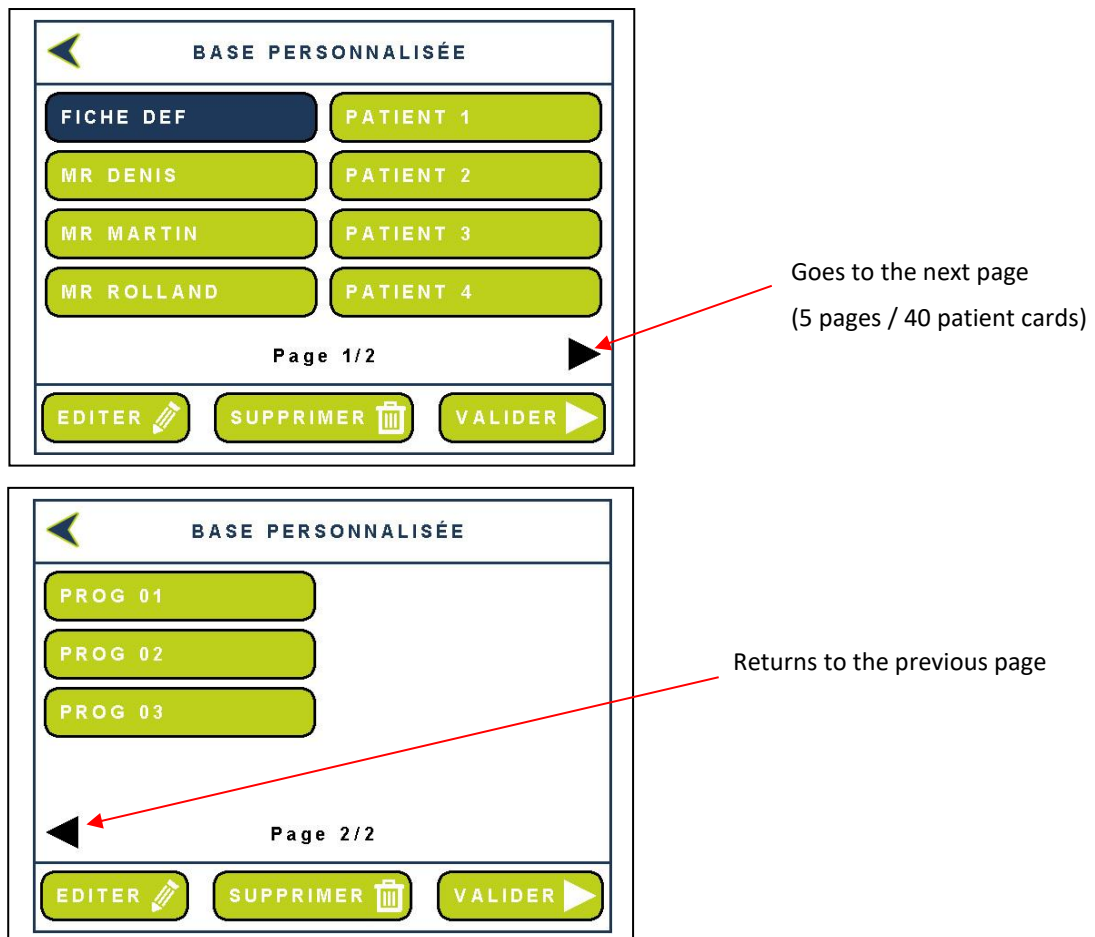 BASE PERSONNALISÉE
FICHE DEF
PATIENT 1
MR DENIS
PATIENT 2
MR MARTIN
PATIENT 3
MR ROLLAND
PATIENT 4
Page 1/2
EDITER
SUPPRIMER
VALIDER
Goes to the next page
(5 pages / 40 patient cards)
BASE PERSONNALISÉE
PROG 01
PROG 02
PROG 03
Page 2/2
EDITER
SUPPRIMER
VALIDER
Returns to the previous page